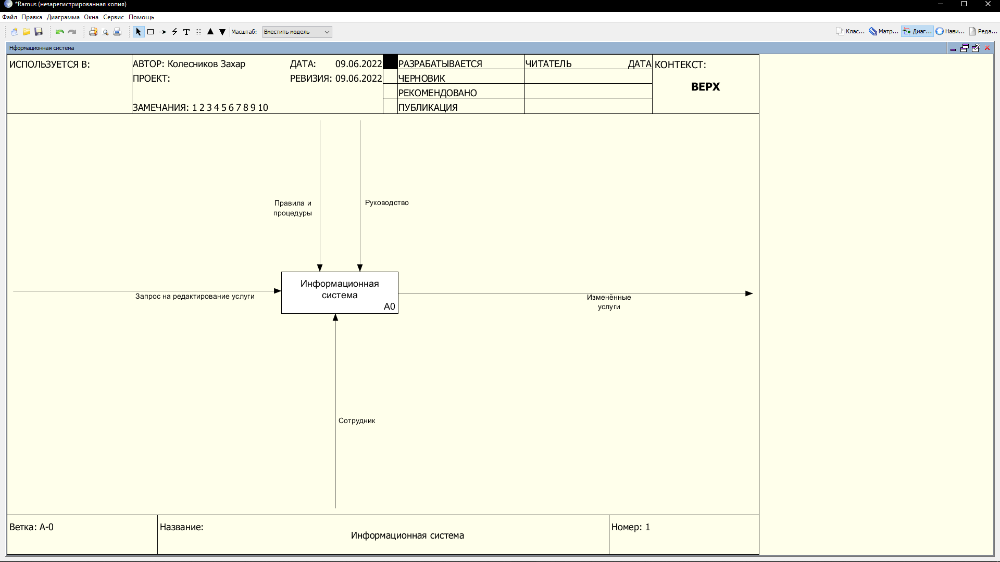 *Ramus (незарегистрированная копия)
Файл Правка Диаграмма Окна Сервис Помощь
Масштаб: Вместить модель Клас... Матр... Диаг... Нави... Реда...
Нформационная система
ИСПОЛЬЗУЕТСЯ В:
АВТОР: Колесников Захар ДАТА: 09.06.2022
ПРОЕКТ: РЕВИЗИЯ: 09.06.2022
ЗАМЕЧАНИЯ: 1 2 3 4 5 6 7 8 9 10
РАЗРАБАТЫВАЕТСЯ
ЧЕРНОВИК
РЕКОМЕНДОВАНО
ПУБЛИКАЦИЯ
ЧИТАТЕЛЬ ДАТА
КОНТЕКСТ:
ВЕРХ
Правила и
процедуры
Руководство
Запрос на редактирование услуги
Информационная
система
A0
Изменённые
услуги
Сотрудник
Ветка: A-0
Название:
Информационная система
Номер: 1